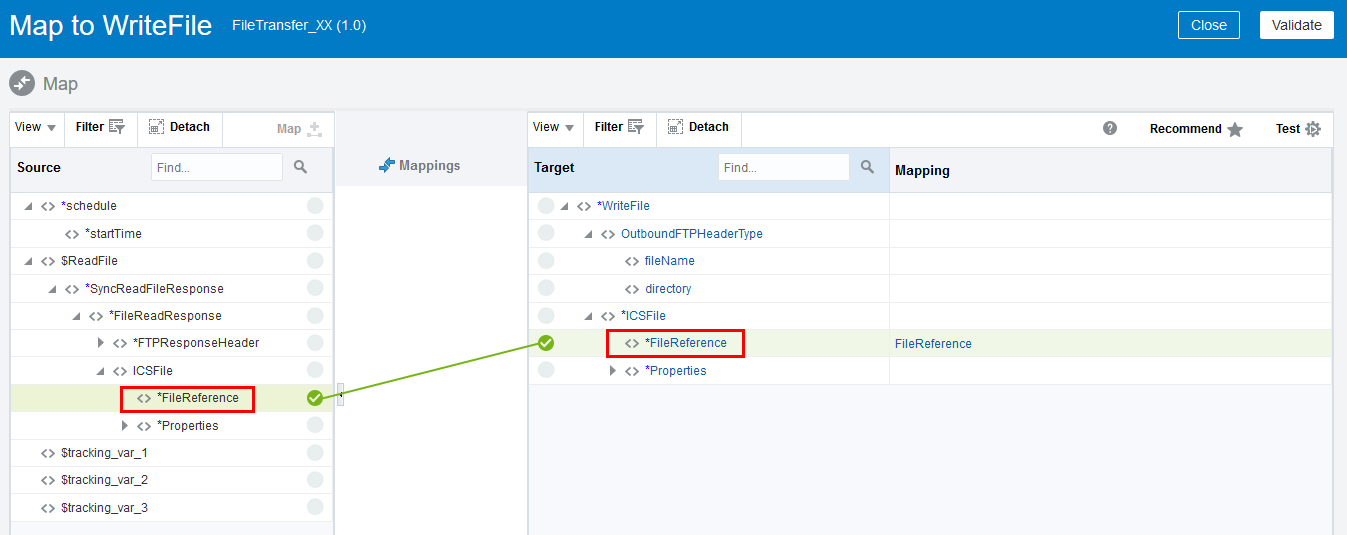 Map to WriteFile FileTransfer_XX (1.0) Close Validate
Map
View Filter Detach Map View Filter Detach ? Recommend Test
Source Find... Mappings Target Find... Mapping
*schedule *WriteFile
*startTime OutboundFTPHeaderType
$ReadFile fileName
*SyncReadFileResponse directory
*FileReadResponse *ICSFile
*FTPResponseHeader *FileReference FileReference
ICSFile *Properties
*FileReference
*Properties
$tracking_var_1
$tracking_var_2
$tracking_var_3